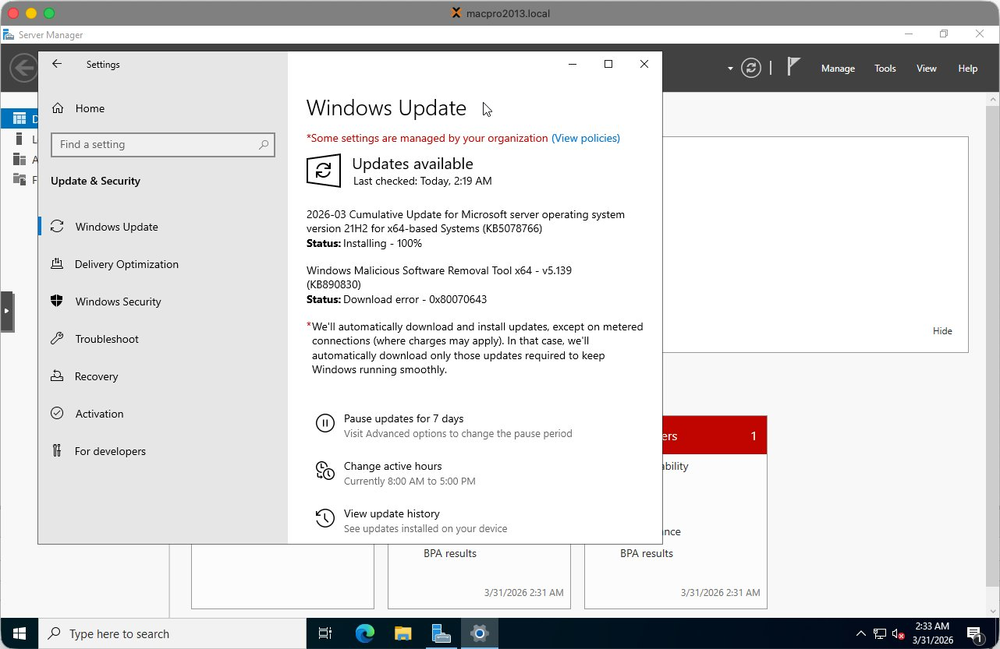 macpro2013.local
Server Manager
Manage
Tools
View
Help
Settings
Home
Find a setting
Update & Security
Windows Update
Delivery Optimization
Windows Security
Troubleshoot
Recovery
Activation
For developers
Windows Update
*Some settings are managed by your organization (View policies)
Updates available
Last checked: Today, 2:19 AM
2026-03 Cumulative Update for Microsoft server operating system
version 21H2 for x64-based Systems (KB5078766)
Status: Installing - 100%
Windows Malicious Software Removal Tool x64 - v5.139
(KB890830)
Status: Download error - 0x80070643
*We'll automatically download and install updates, except on metered
connections (where charges may apply). In that case, we'll
automatically download only those updates required to keep
Windows running smoothly.
Pause updates for 7 days
Visit Advanced options to change the pause period
Change active hours
Currently 8:00 AM to 5:00 PM
View update history
See updates installed on your device
Hide
1
BPA results
3/31/2026 2:31 AM
BPA results
3/31/2026 2:31 AM
Type here to search
2:33 AM
3/31/2026
1